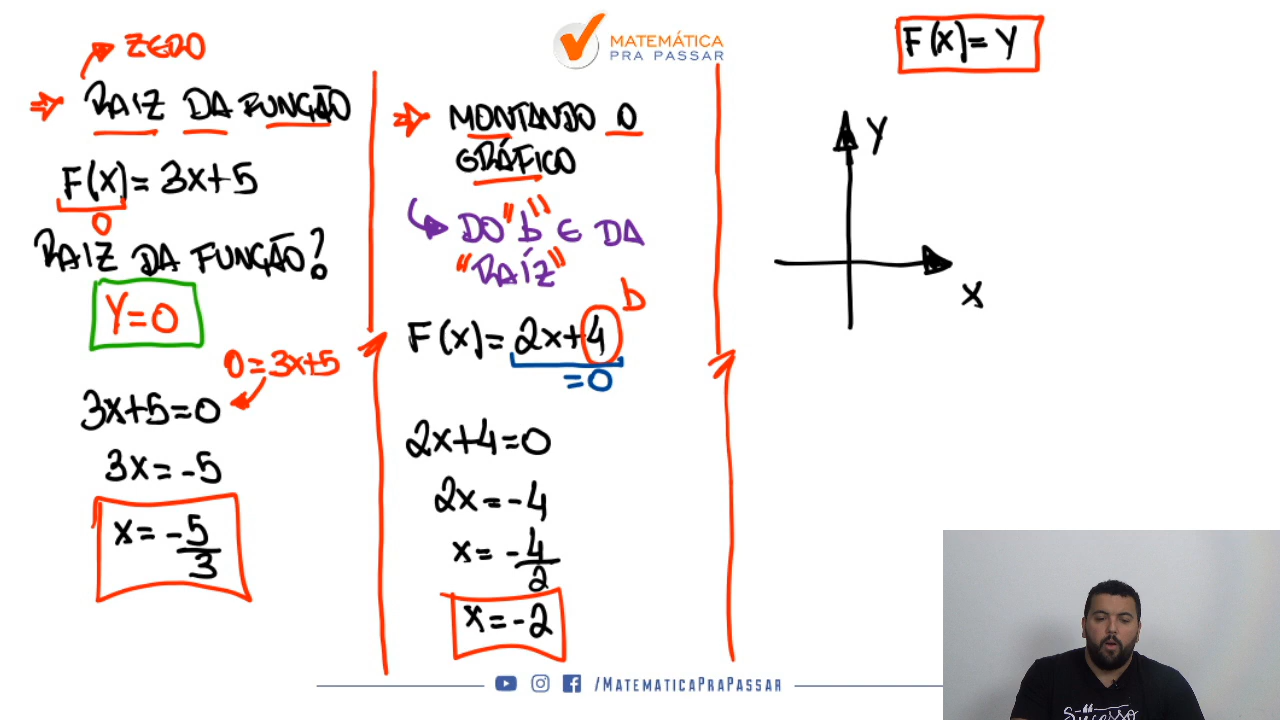 MATEMÁTICA
PRA PASSAR
ZERO
⇒ RAIZ DA FUNÇÃO
F(x) = 3x+5
0
RAIZ DA FUNÇÃO?
Y=0
0=3x+5
3x+5=0
3x = -5
x = -5/3
⇒ MONTANDO O
GRÁFICO
↳ DO "b" E DA
"RAÍZ"
b
F(x) = 2x+4
=0
2x+4=0
2x = -4
x = -4/2
x = -2
F(x) = Y
Y
X
/MatematicaPraPassar
Sucesso